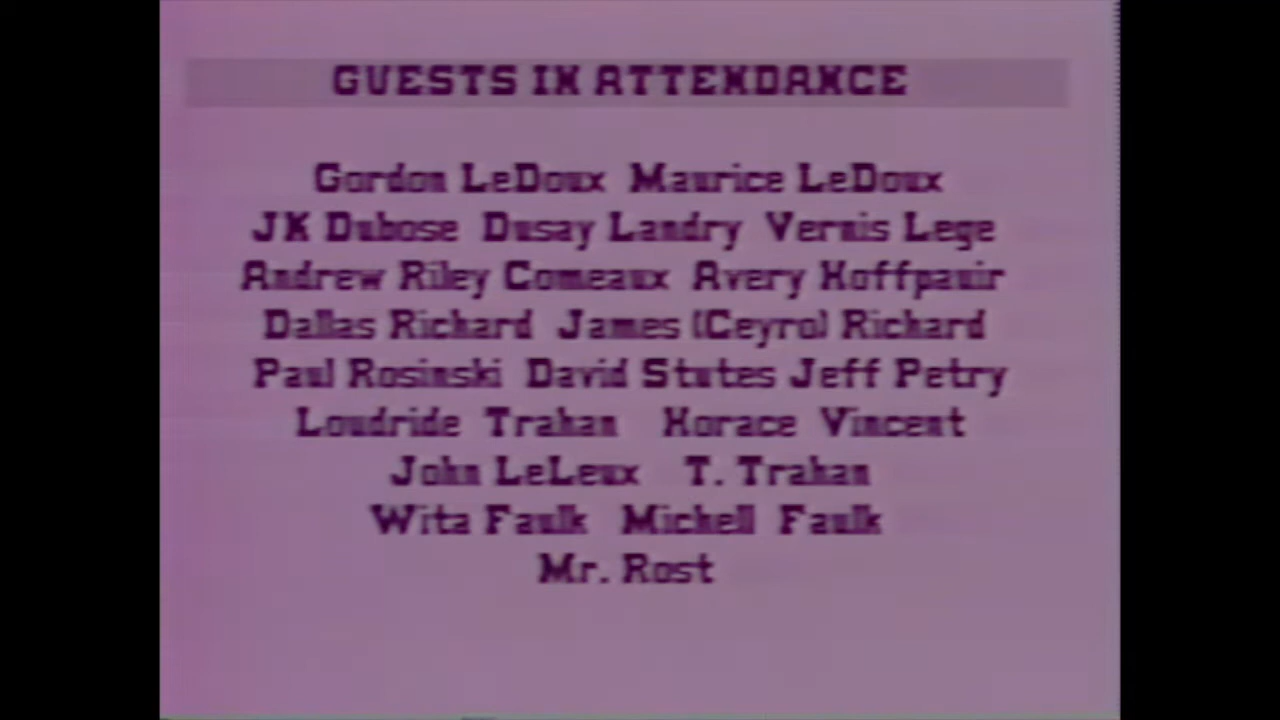 GUESTS IN ATTENDANCE
Gordon LeDoux Maurice LeDoux
JK Dubose Dusay Landry Vernis Lege
Andrew Riley Comeaux Avery Hoffpauir
Dallas Richard James (Ceyro) Richard
Paul Rosinski David Stutes Jeff Petry
Loudride Trahan Horace Vincent
John LeLeux T. Trahan
Wita Faulk Michell Faulk
Mr. Rost